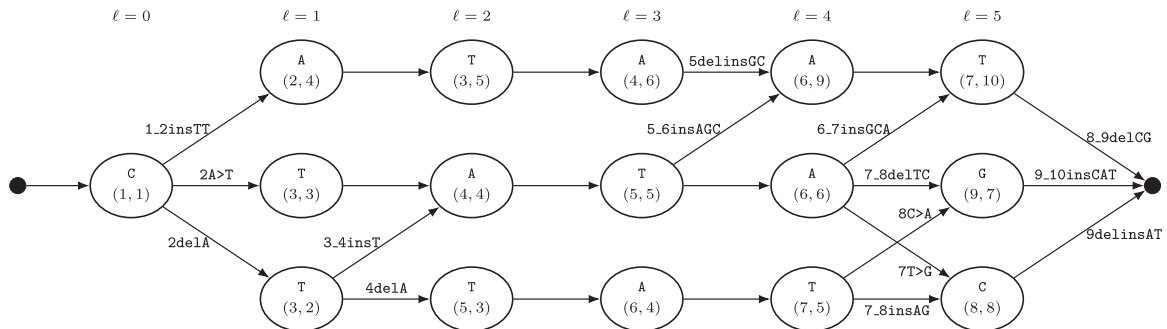 ℓ = 0 ℓ = 1 ℓ = 2 ℓ = 3 ℓ = 4 ℓ = 5
A T A 5delinsGC A T
(2, 4) (3, 5) (4, 6) (6, 9) (7, 10)
1_2insTT 5_6insAGC 6_7insGCA 8_9delCG
C 2A>T T A T A 7_8delTC G 9_10insCAT
(1, 1) (3, 3) (4, 4) (5, 5) (6, 6) (9, 7)
8C>A
2delA 3_4insT 9delinsAT
7T>G
T 4delA T A T C
(3, 2) (5, 3) (6, 4) (7, 5) 7_8insAG (8, 8)